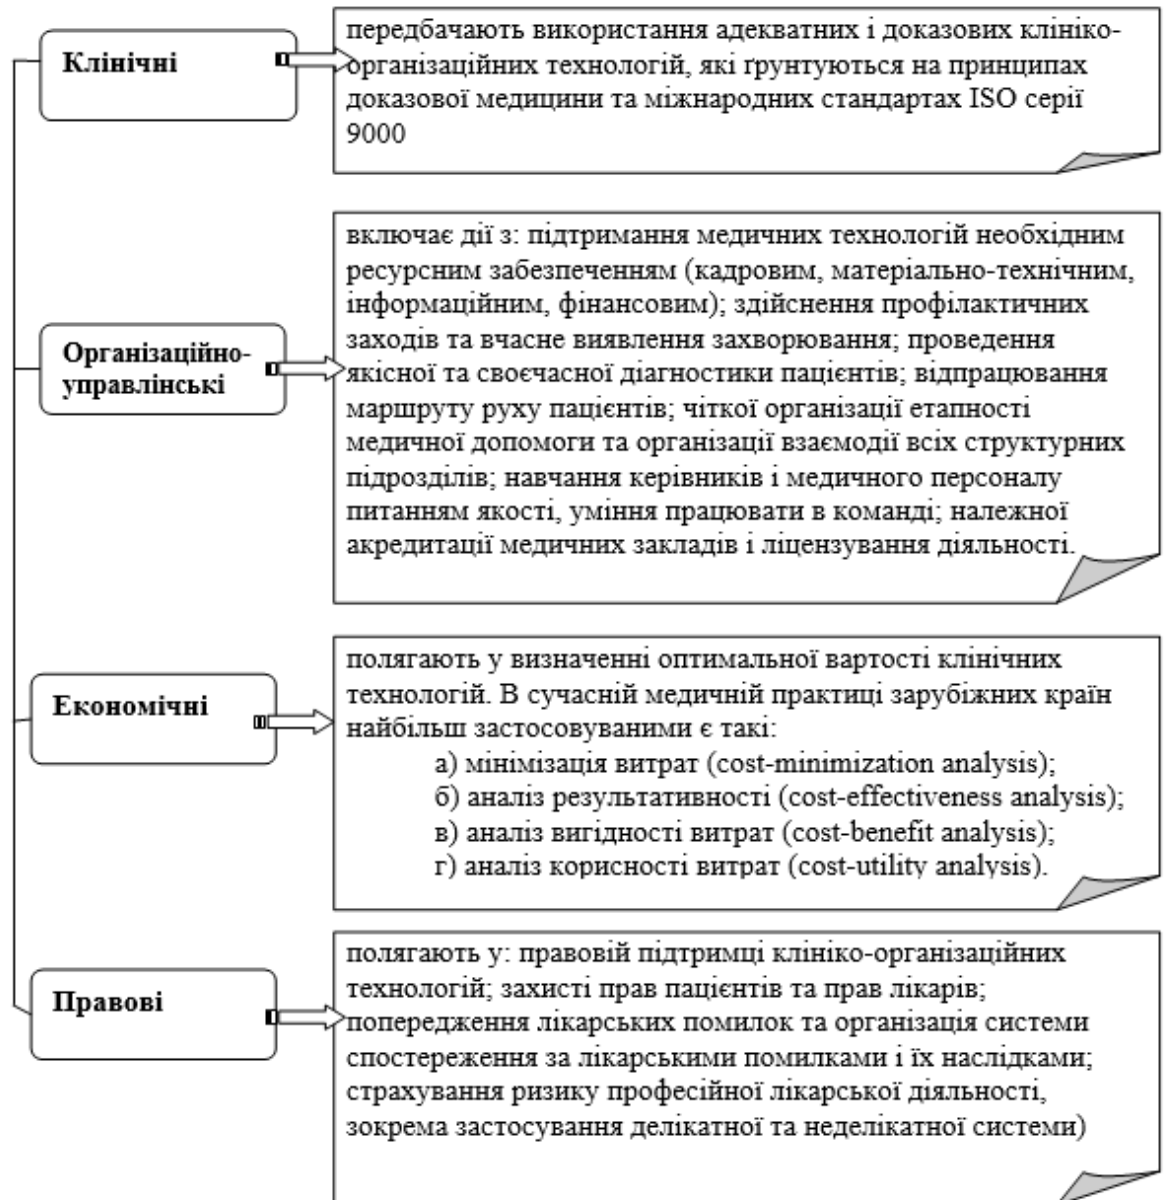 Клінічні
передбачають використання адекватних і доказових клініко-
організаційних технологій, які ґрунтуються на принципах
доказової медицини та міжнародних стандартах ISO серії
9000
Організаційно-
управлінські
включає дії з: підтримання медичних технологій необхідним
ресурсним забезпеченням (кадровим, матеріально-технічним,
інформаційним, фінансовим); здійснення профілактичних
заходів та вчасне виявлення захворювання; проведення
якісної та своєчасної діагностики пацієнтів; відпрацювання
маршруту руху пацієнтів; чіткої організації етапності
медичної допомоги та організації взаємодії всіх структурних
підрозділів; навчання керівників і медичного персоналу
питанням якості, уміння працювати в команді; належної
акредитації медичних закладів і ліцензування діяльності.
Економічні
полягають у визначенні оптимальної вартості клінічних
технологій. В сучасній медичній практиці зарубіжних країн
найбільш застосовуваними є такі:
а) мінімізація витрат (cost-minimization analysis);
б) аналіз результативності (cost-effectiveness analysis);
в) аналіз вигідності витрат (cost-benefit analysis);
г) аналіз корисності витрат (cost-utility analysis).
Правові
полягають у: правовій підтримці клініко-організаційних
технологій; захисті прав пацієнтів та прав лікарів;
попередження лікарських помилок та організація системи
спостереження за лікарськими помилками і їх наслідками;
страхування ризику професійної лікарської діяльності,
зокрема застосування делікатної та неделікатної системи)